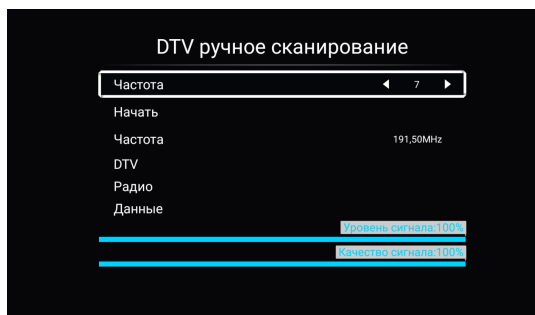 DTV ручное сканирование
Частота 7
Начать
Частота 191,50MHz
DTV
Радио
Данные
Уровень сигнала:100%
Качество сигнала:100%